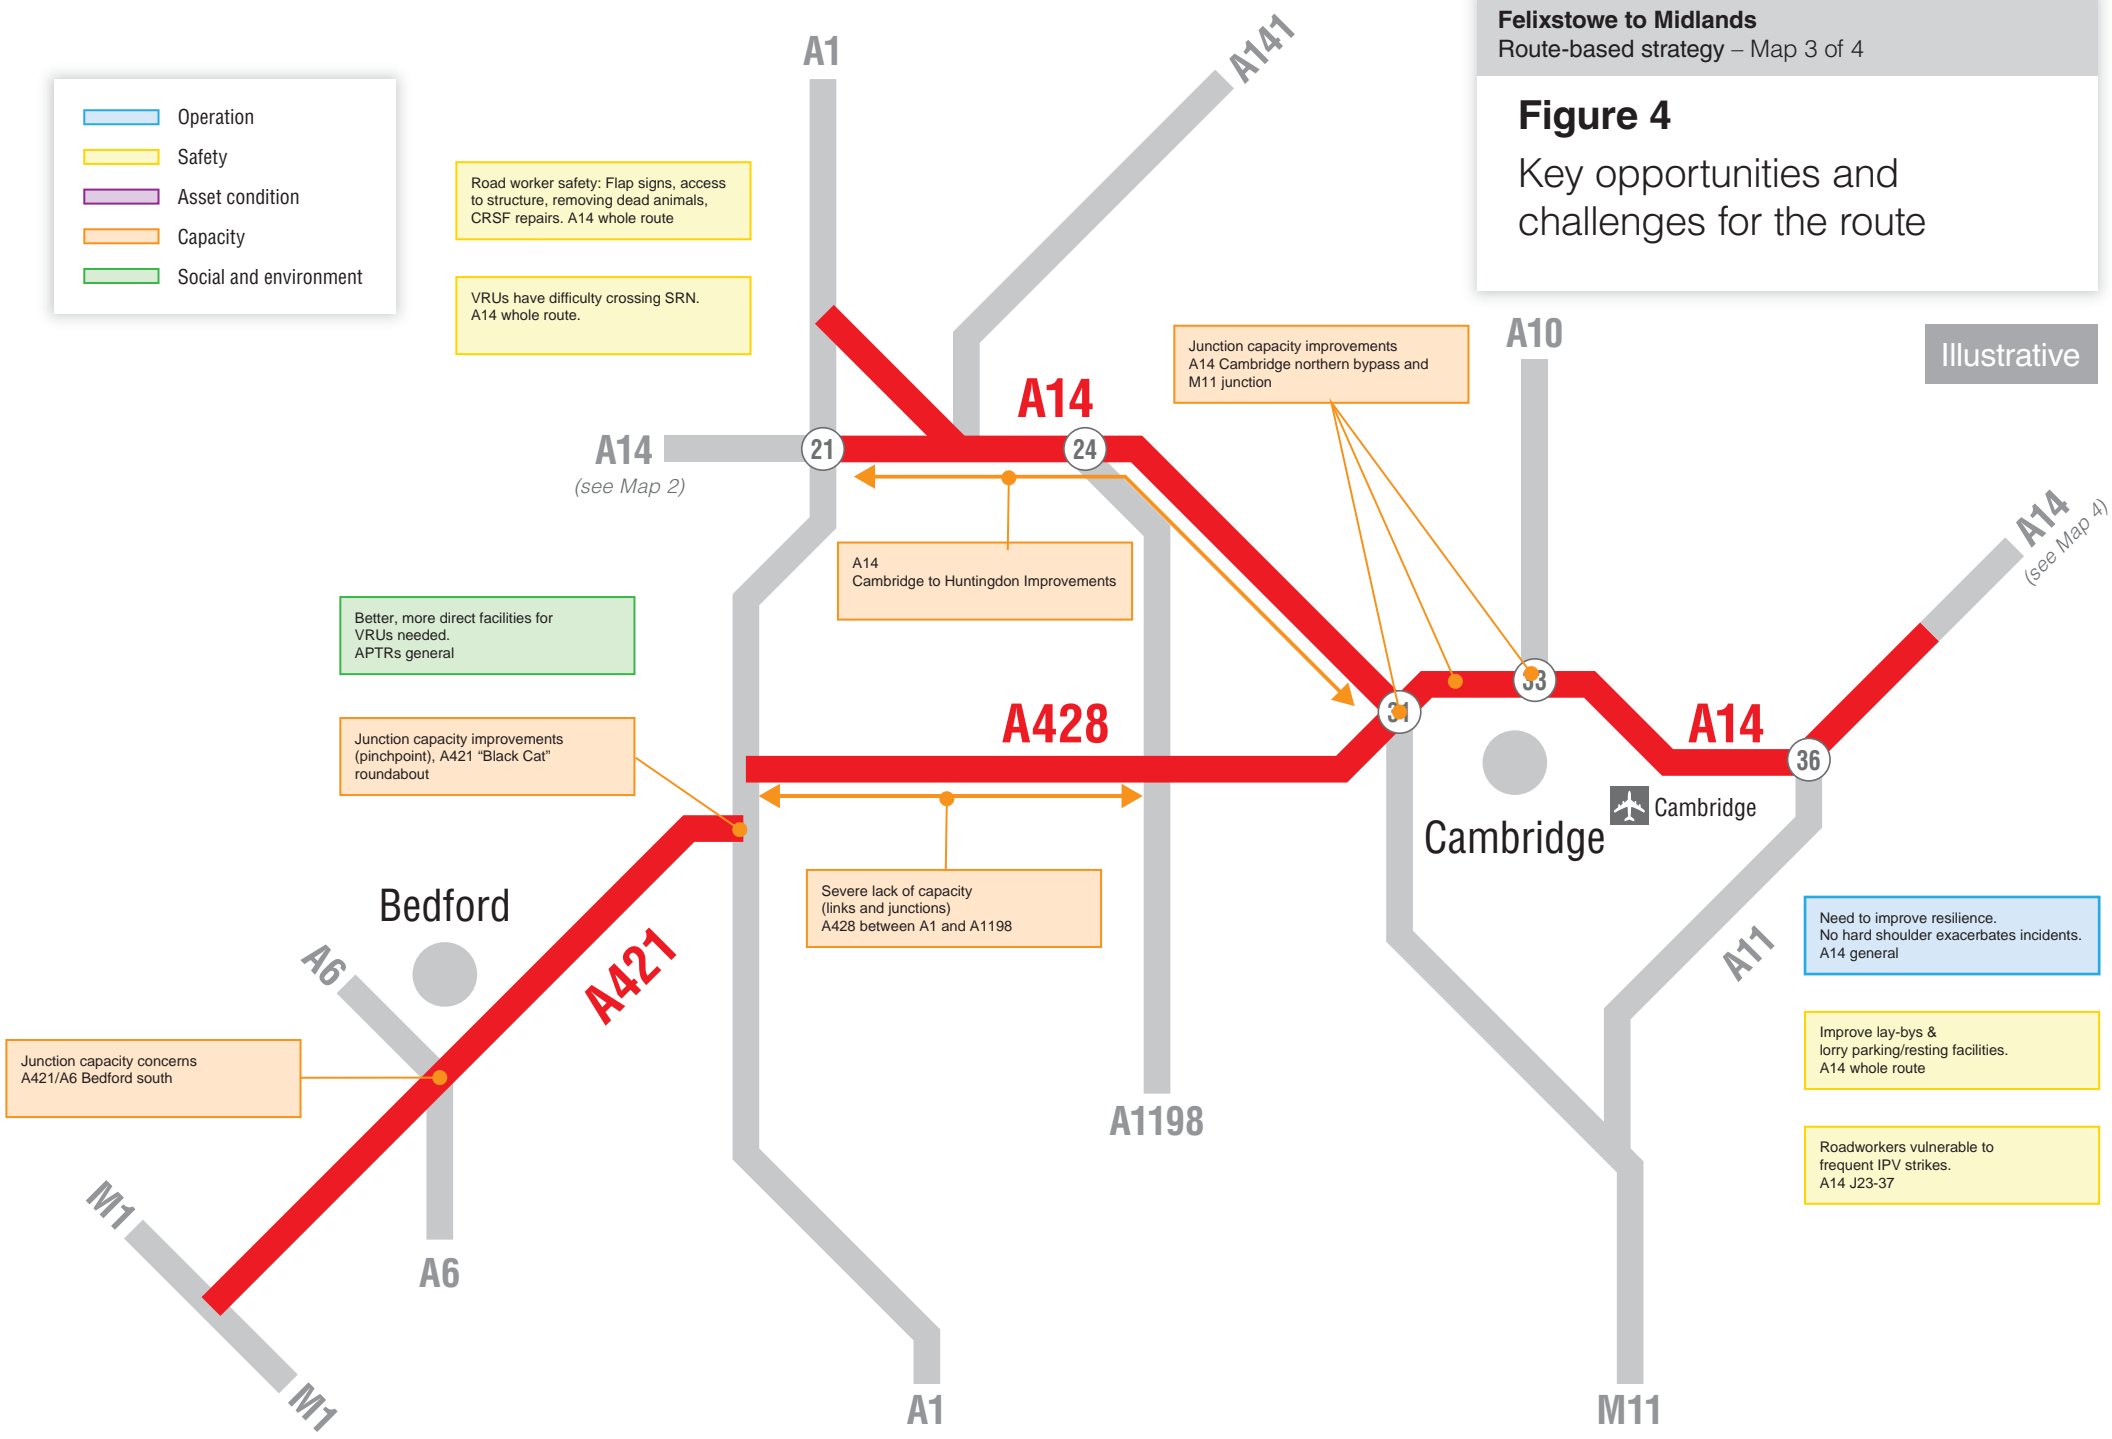 Felixstowe to Midlands
Route-based strategy – Map 3 of 4
Figure 4
Key opportunities and
challenges for the route
Illustrative
Operation
Safety
Asset condition
Capacity
Social and environment
A1
A141
Road worker safety: Flap signs, access
to structure, removing dead animals,
CRSF repairs. A14 whole route
VRUs have difficulty crossing SRN.
A14 whole route.
Junction capacity improvements
A14 Cambridge northern bypass and
M11 junction
A10
A14
A14
(see Map 2)
21
24
A14
(see Map 4)
A14
Cambridge to Huntingdon Improvements
Better, more direct facilities for
VRUs needed.
APTRs general
Junction capacity improvements
(pinchpoint), A421 “Black Cat”
roundabout
A428
31
33
A14
36
Cambridge
Cambridge
Severe lack of capacity
(links and junctions)
A428 between A1 and A1198
Bedford
A6
A421
A11
Need to improve resilience.
No hard shoulder exacerbates incidents.
A14 general
Improve lay-bys &
lorry parking/resting facilities.
A14 whole route
Roadworkers vulnerable to
frequent IPV strikes.
A14 J23-37
Junction capacity concerns
A421/A6 Bedford south
A1198
M1
A6
M1
A1
M11